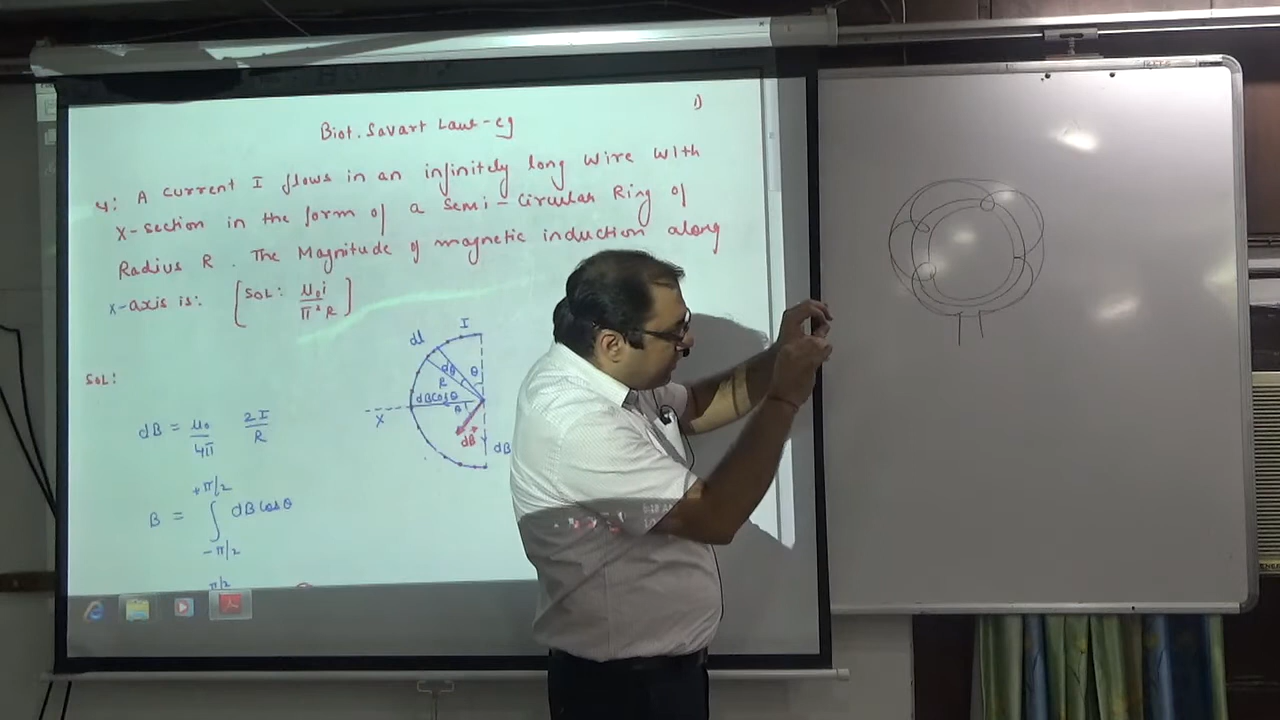 1)
Biot. Savart Law - eg
4: A current I flows in an infinitely long wire with
X-section in the form of a Semi-Circular Ring of
Radius R. The Magnitude of magnetic induction along
x-axis is: [SOL: μ₀i / π²R]
SOL:
dB = μ₀/4π 2I/R
B = ∫ dB Cosθ
+π/2
-π/2
π/2
I
dl
dθ
θ
R
dBCosθ
θ
X
dB
dB